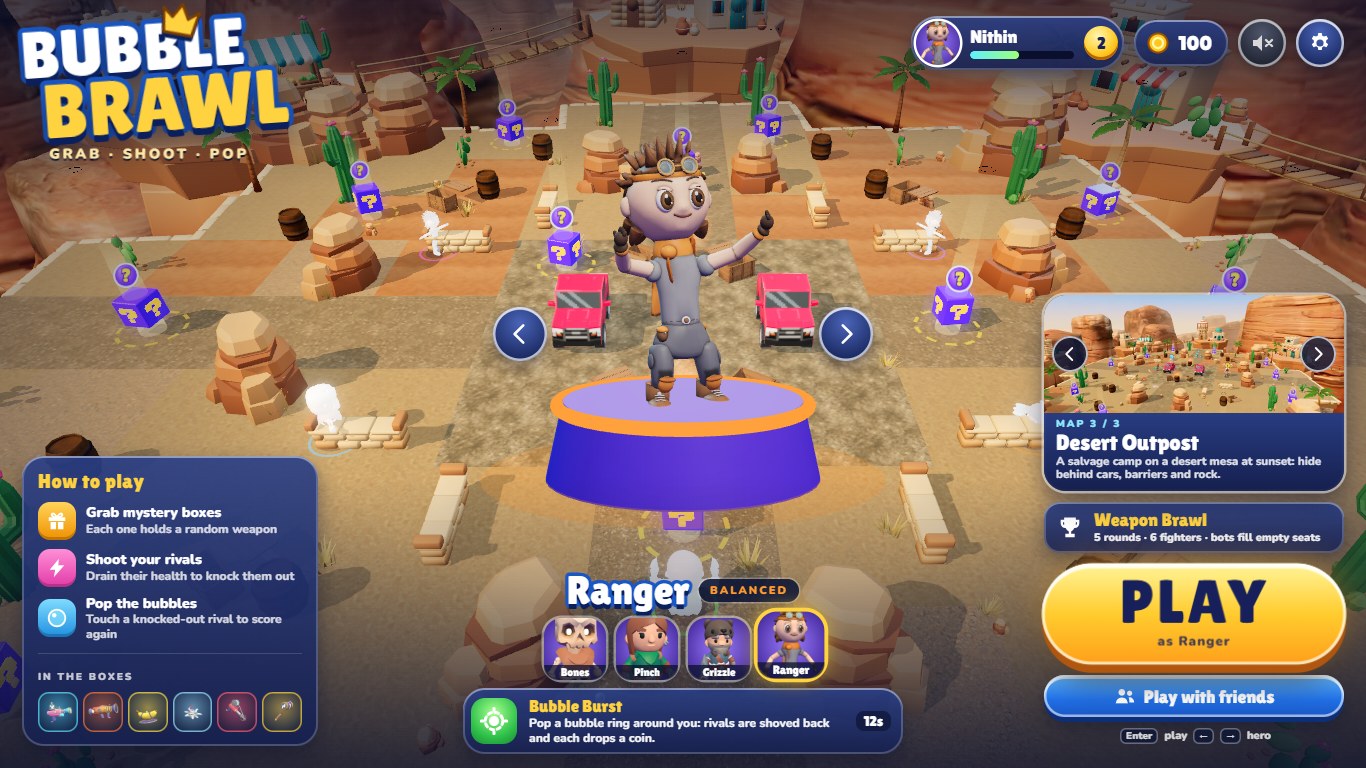 BUBBLE
BRAWL
GRAB · SHOOT · POP
Nithin
2
100
?
?
?
?
?
?
?
?
?
MAP 3 / 3
Desert Outpost
A salvage camp on a desert mesa at sunset: hide
behind cars, barriers and rock.
How to play
Grab mystery boxes
Each one holds a random weapon
Shoot your rivals
Drain their health to knock them out
Pop the bubbles
Touch a knocked-out rival to score
again
IN THE BOXES
Ranger
BALANCED
Bones
Pinch
Grizzle
Ranger
Bubble Burst
Pop a bubble ring around you: rivals are shoved back
and each drops a coin.
12s
Weapon Brawl
5 rounds · 6 fighters · bots fill empty seats
PLAY
as Ranger
Play with friends
Enter play ← → hero